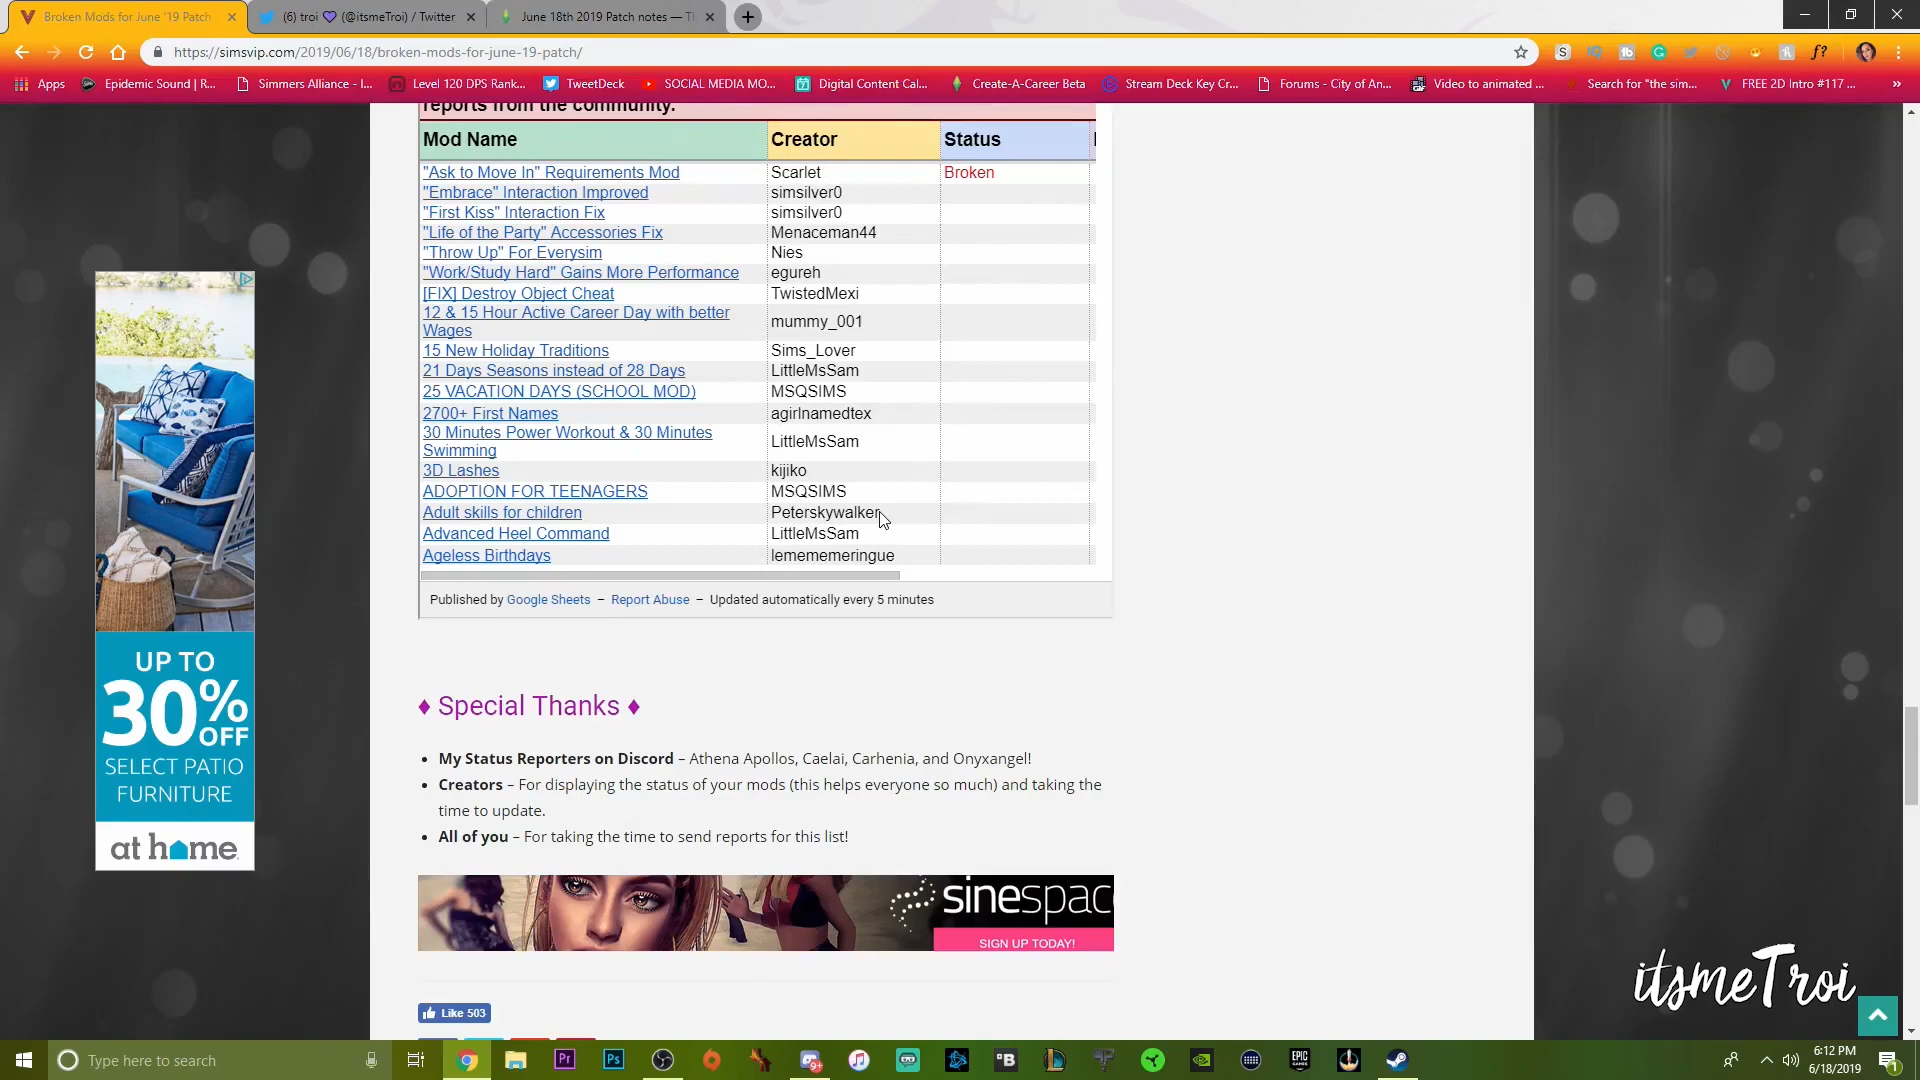 Broken Mods for June '19 Patch
(6) troi 💜 (@itsmeTroi) / Twitter
June 18th 2019 Patch notes — Th
https://simsvip.com/2019/06/18/broken-mods-for-june-19-patch/
Apps
Epidemic Sound | R...
Simmers Alliance - I...
Level 120 DPS Rank...
TweetDeck
SOCIAL MEDIA MO...
Digital Content Cal...
Create-A-Career Beta
Stream Deck Key Cr...
Forums - City of An...
Video to animated ...
Search for "the sim...
FREE 2D Intro #117 ...
reports from the community.
Mod Name Creator Status
"Ask to Move In" Requirements Mod Scarlet Broken
"Embrace" Interaction Improved simsilver0
"First Kiss" Interaction Fix simsilver0
"Life of the Party" Accessories Fix Menaceman44
"Throw Up" For Everysim Nies
"Work/Study Hard" Gains More Performance egureh
[FIX] Destroy Object Cheat TwistedMexi
12 & 15 Hour Active Career Day with better
Wages mummy_001
15 New Holiday Traditions Sims_Lover
21 Days Seasons instead of 28 Days LittleMsSam
25 VACATION DAYS (SCHOOL MOD) MSQSIMS
2700+ First Names agirlnamedtex
30 Minutes Power Workout & 30 Minutes
Swimming LittleMsSam
3D Lashes kijiko
ADOPTION FOR TEENAGERS MSQSIMS
Adult skills for children Peterskywalker
Advanced Heel Command LittleMsSam
Ageless Birthdays lemememeringue
Published by Google Sheets – Report Abuse – Updated automatically every 5 minutes
♦ Special Thanks ♦
• My Status Reporters on Discord – Athena Apollos, Caelai, Carhenia, and Onyxangel!
• Creators – For displaying the status of your mods (this helps everyone so much) and taking the
time to update.
• All of you – For taking the time to send reports for this list!
UP TO
30% OFF
SELECT PATIO
FURNITURE
at home.
sinespac
SIGN UP TODAY!
Like 503
itsmeTroi
Type here to search
6:12 PM
6/18/2019